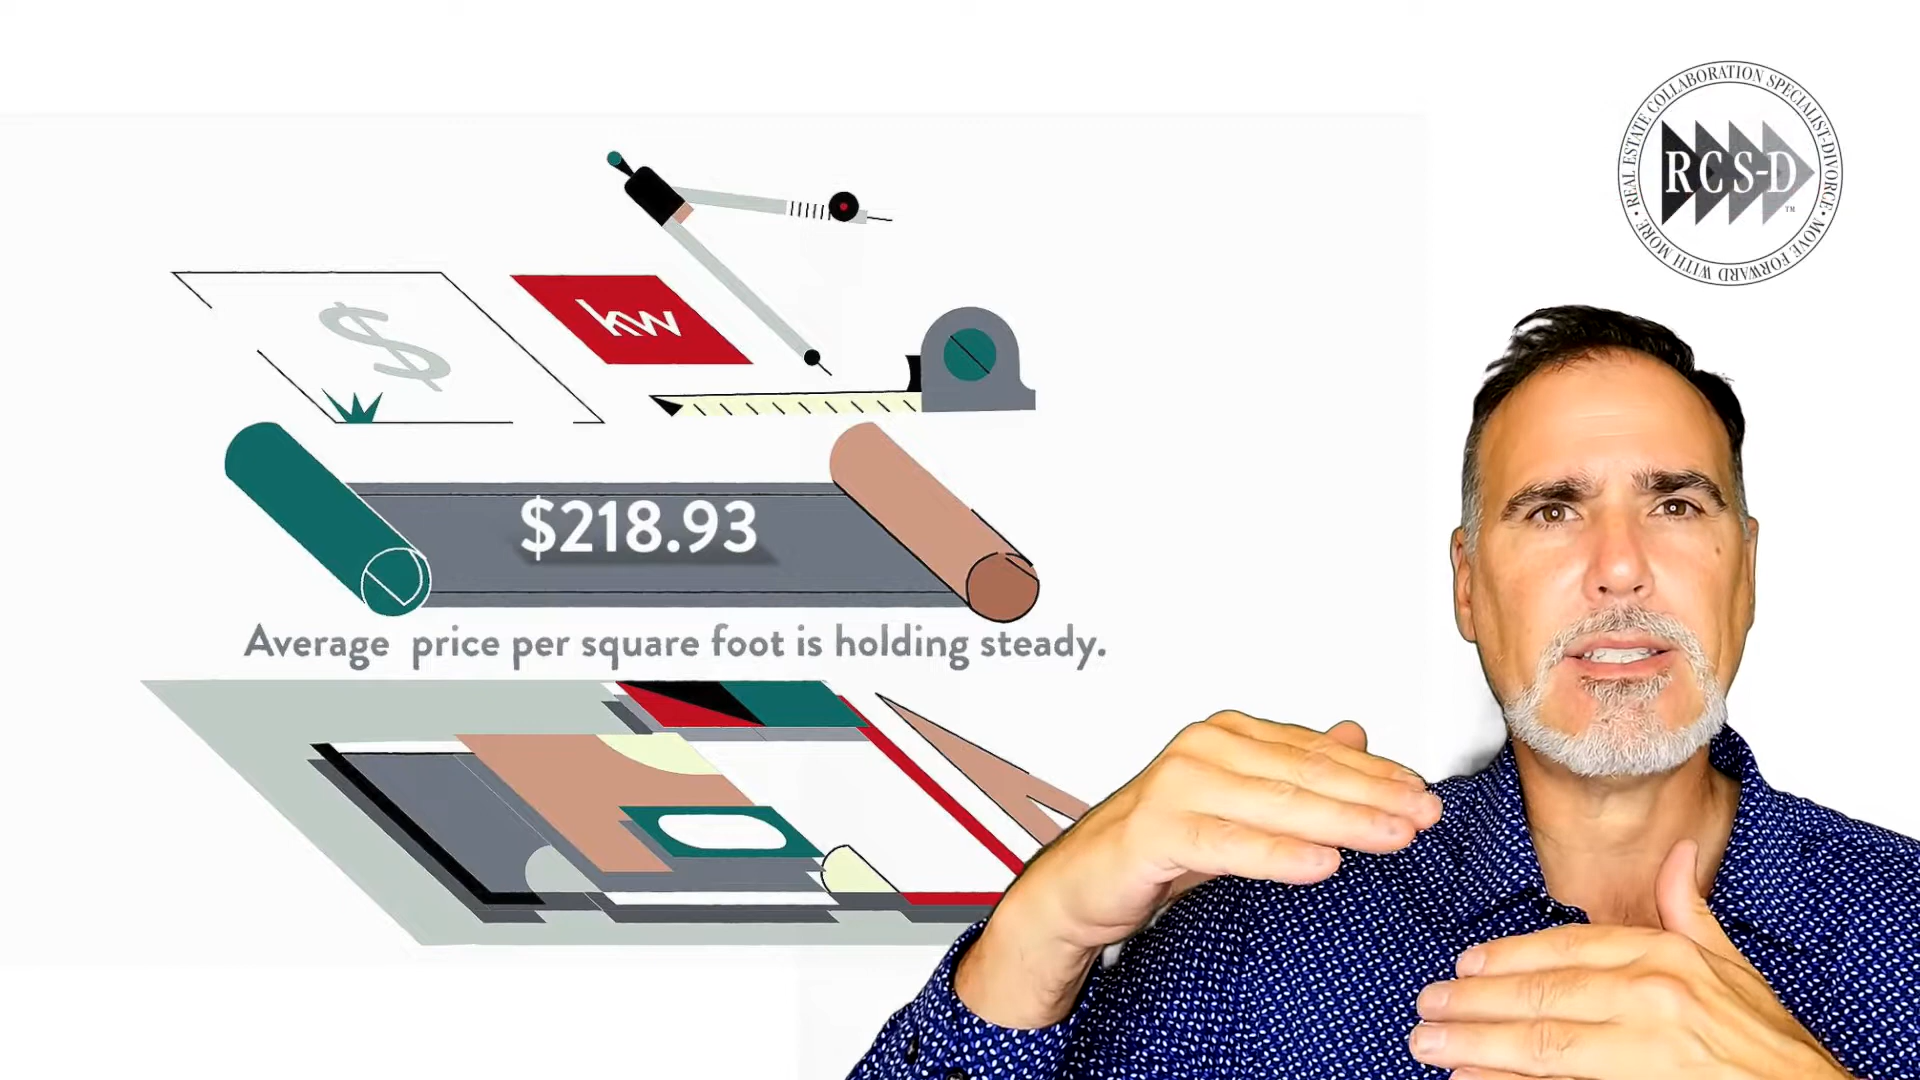 REAL ESTATE COLLABORATION SPECIALIST-DIVORCE • MOVE FORWARD WITH MORE •
RCS-D
TM
$
kw
$218.93
Average price per square foot is holding steady.